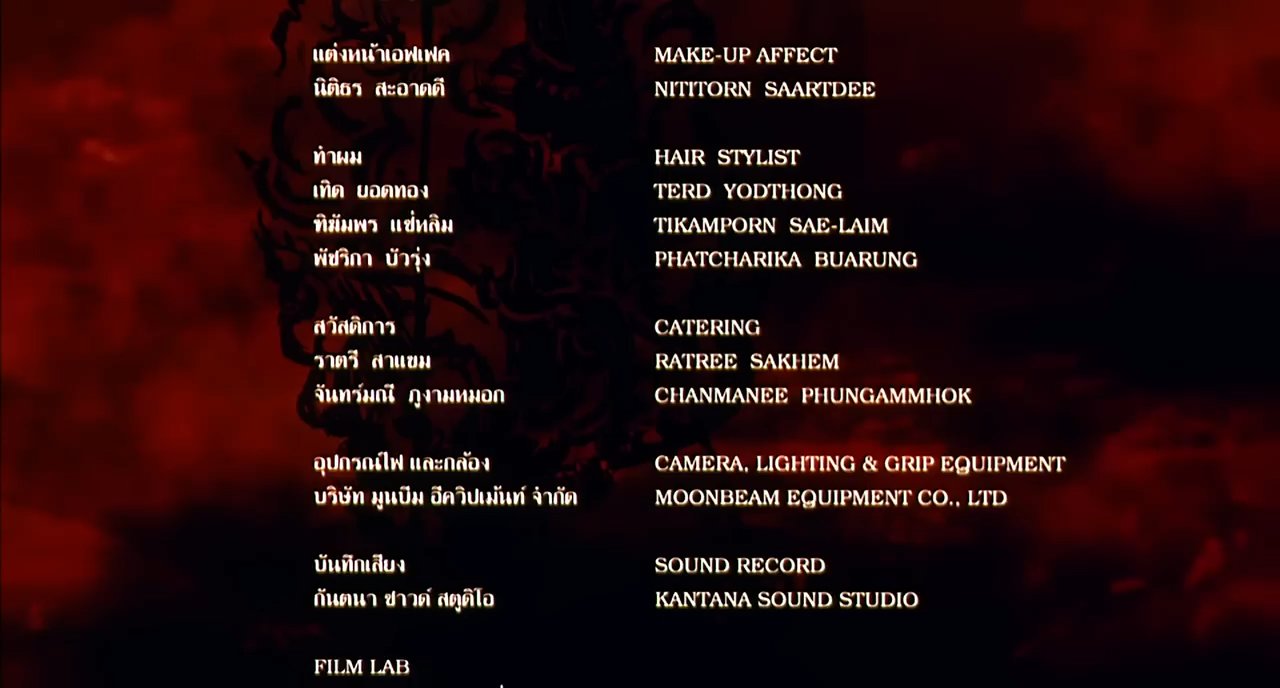 แต่งหน้าเอฟเฟค MAKE-UP AFFECT
นิติธร สะอาดดี NITITORN SAARTDEE
ทำผม HAIR STYLIST
เทิด ยอดทอง TERD YODTHONG
ทิฆัมพร แซ่หลิม TIKAMPORN SAE-LAIM
พัชริกา บัวรุ่ง PHATCHARIKA BUARUNG
สวัสดิการ CATERING
ราตรี สาแขม RATREE SAKHEM
จันทร์มณี ภูงามหมอก CHANMANEE PHUNGAMMHOK
อุปกรณ์ไฟ และกล้อง CAMERA, LIGHTING & GRIP EQUIPMENT
บริษัท มูนบีม อีควิปเม้นท์ จำกัด MOONBEAM EQUIPMENT CO., LTD
บันทึกเสียง SOUND RECORD
กันตนา ซาวด์ สตูดิโอ KANTANA SOUND STUDIO
FILM LAB